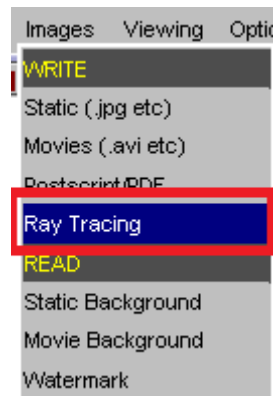 Images Viewing Optio
WRITE
Static (.jpg etc)
Movies (.avi etc)
Postscript/PDF
Ray Tracing
READ
Static Background
Movie Background
Watermark